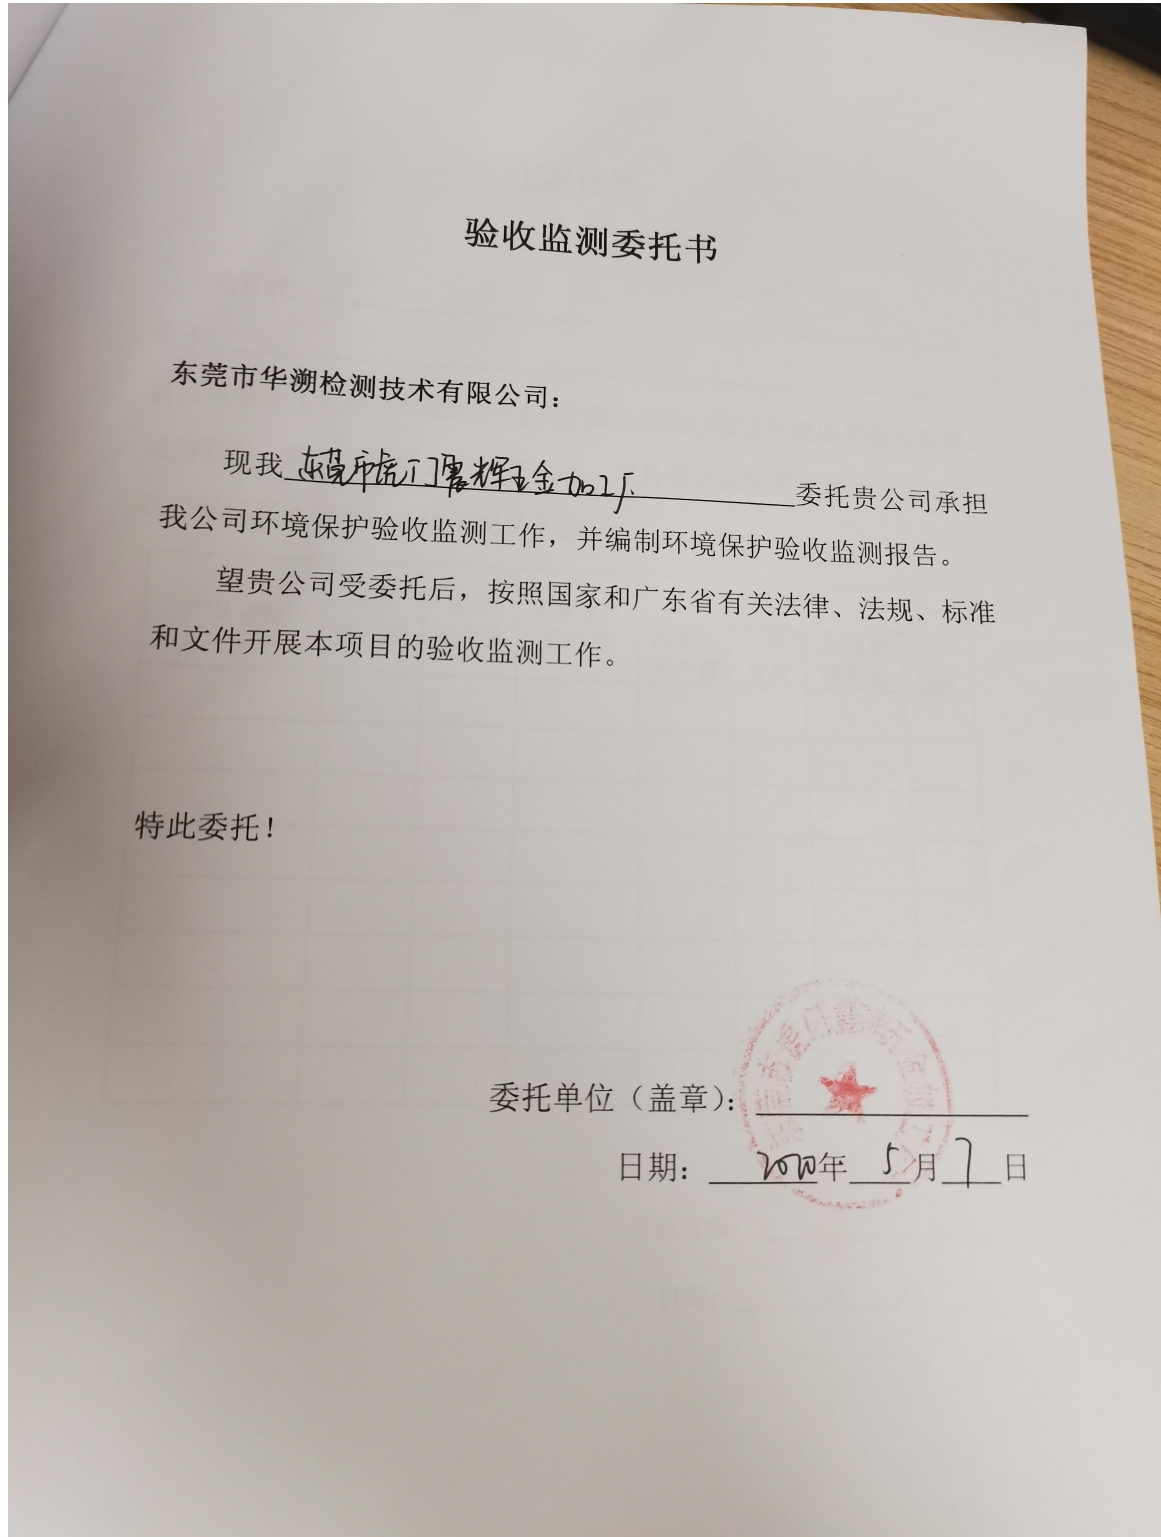 验收监测委托书
东莞市华溯检测技术有限公司：
现我东莞市虎门辉五金加工厂委托贵公司承担
我公司环境保护验收监测工作，并编制环境保护验收监测报告。
望贵公司受委托后，按照国家和广东省有关法律、法规、标准
和文件开展本项目的验收监测工作。
特此委托！
委托单位（盖章）：
日期：2020年5月7日